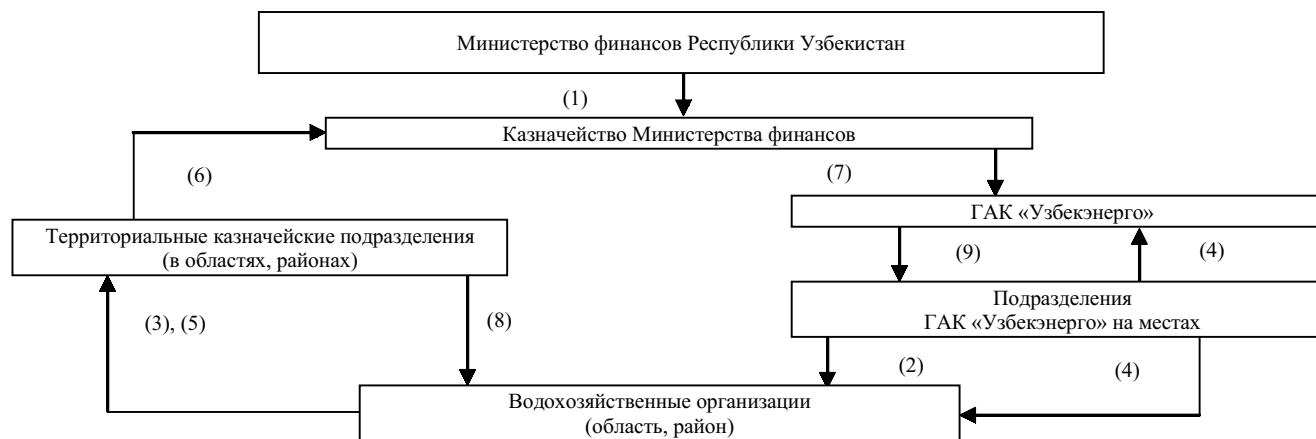 Министерство финансов Республики Узбекистан
(1)
Казначейство Министерства финансов
(6)
(7)
ГАК «Узбекэнерго»
Территориальные казначейские подразделения
(в областях, районах)
(9)
(4)
Подразделения
ГАК «Узбекэнерго» на местах
(3), (5)
(8)
(2)
(4)
Водохозяйственные организации
(область, район)